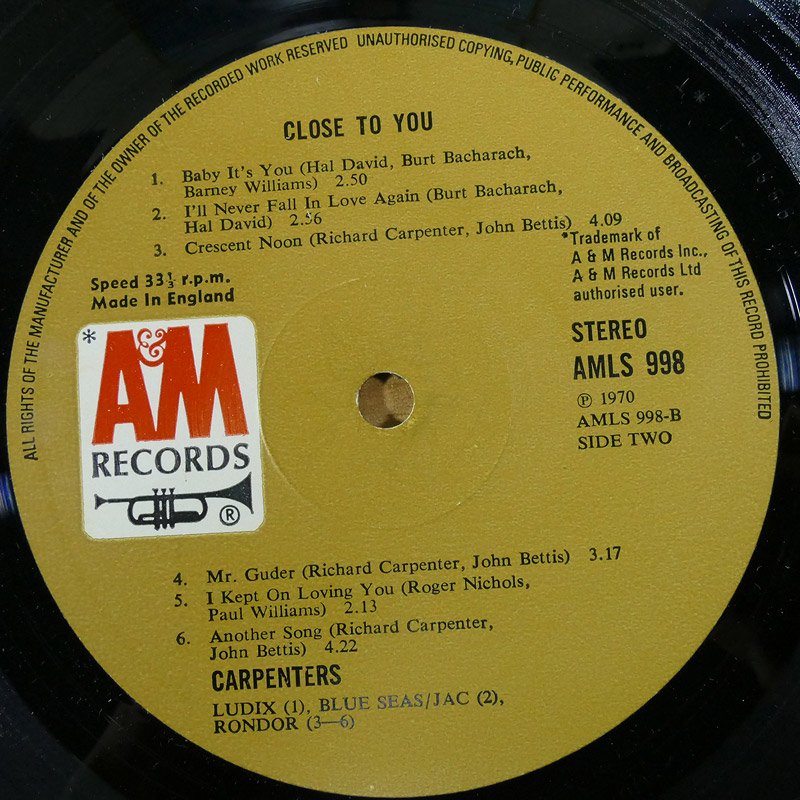 ALL RIGHTS OF THE MANUFACTURER AND OF THE OWNER OF THE RECORDED WORK RESERVED UNAUTHORISED COPYING, PUBLIC PERFORMANCE AND BROADCASTING OF THIS RECORD PROHIBITED
CLOSE TO YOU
1. Baby It's You (Hal David, Burt Bacharach,
Barney Williams) 2.50
2. I'll Never Fall In Love Again (Burt Bacharach,
Hal David) 2.56
3. Crescent Noon (Richard Carpenter, John Bettis) 4.09
Speed 33⅓ r.p.m.
Made In England
*Trademark of
A & M Records Inc.,
A & M Records Ltd
authorised user.
*
A&M
RECORDS
®
STEREO
AMLS 998
℗ 1970
AMLS 998-B
SIDE TWO
4. Mr. Guder (Richard Carpenter, John Bettis) 3.17
5. I Kept On Loving You (Roger Nichols,
Paul Williams) 2.13
6. Another Song (Richard Carpenter,
John Bettis) 4.22
CARPENTERS
LUDIX (1), BLUE SEAS/JAC (2),
RONDOR (3—6)